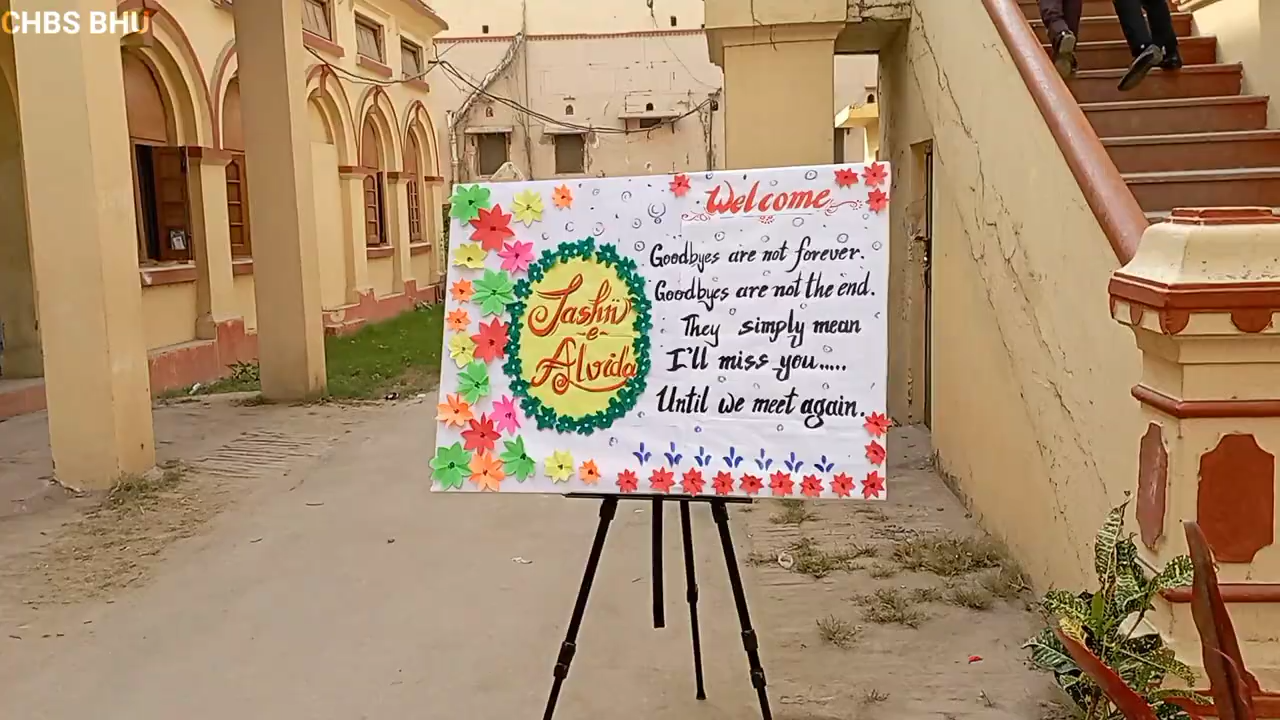 CHBS BHU
Welcome
Jashn
-e-
Alvida
Goodbyes are not forever.
Goodbyes are not the end.
They simply mean
I'll miss you.....
Until we meet again.